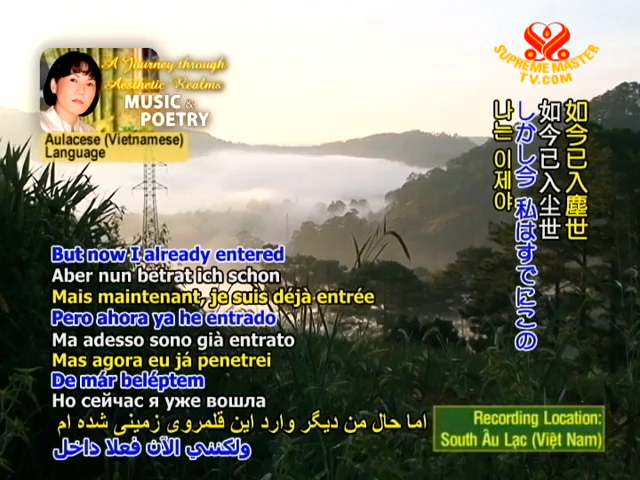 A Journey through
Aesthetic Realms
MUSIC &
POETRY
Aulacese (Vietnamese)
Language
SUPREME MASTER
TV.COM
如今已入塵世
如今已入尘世
しかし今 私はすでにこの
나는 이제야
But now I already entered
Aber nun betrat ich schon
Mais maintenant, je suis déjà entrée
Pero ahora ya he entrado
Ma adesso sono già entrato
Mas agora eu já penetrei
De már beléptem
Но сейчас я уже вошла
اما حال من دیگر وارد این قلمروی زمینی شده ام
ولكنني الآن فعلا داخل
Recording Location:
South Âu Lạc (Việt Nam)